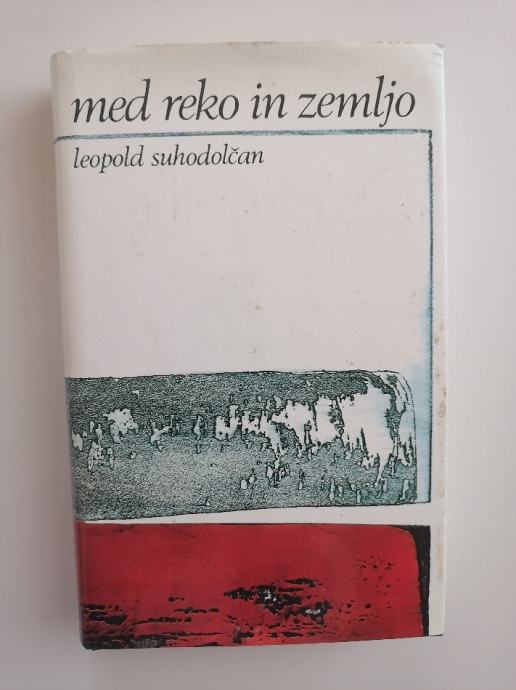 med reko in zemljo
leopold suhodolčan